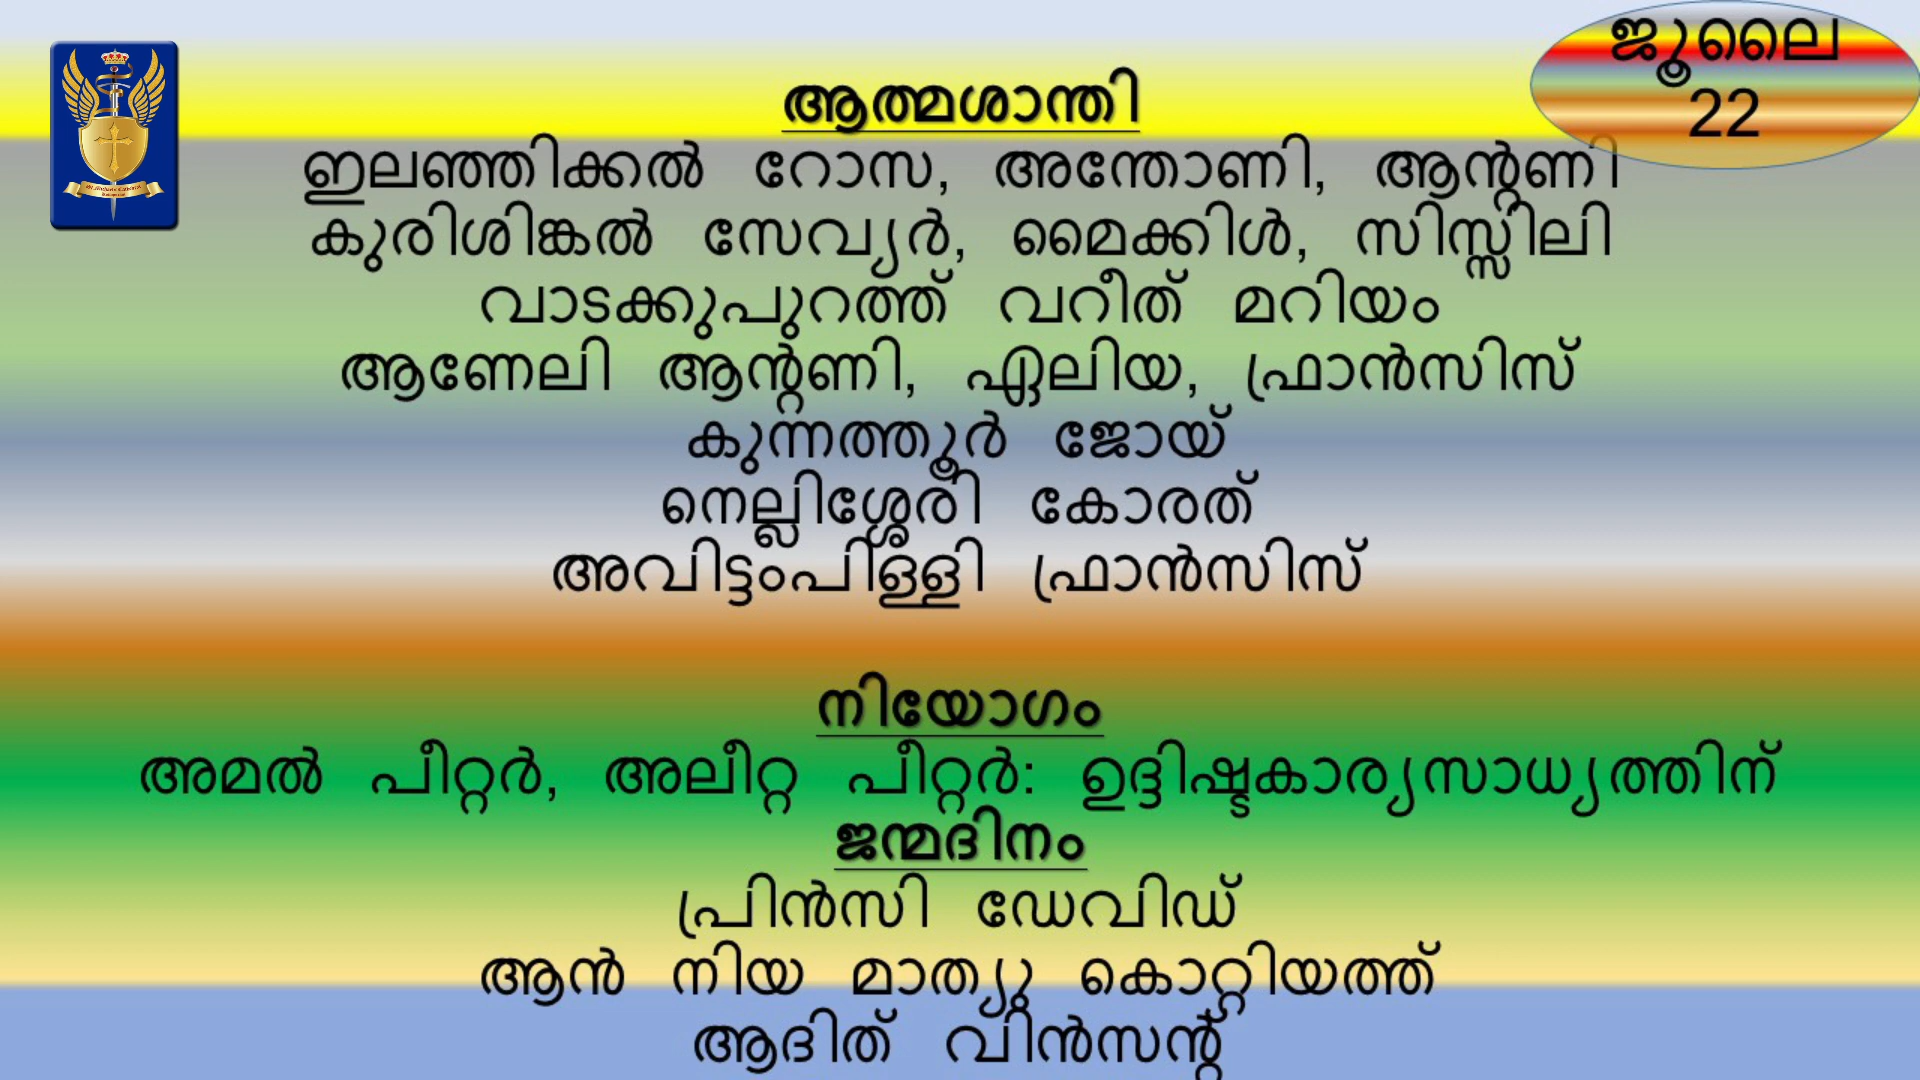 ജൂലൈ
22
ആത്മശാന്തി
ഇലഞ്ഞിക്കൽ റോസ, അന്തോണി, ആന്റണി
കുരിശിങ്കൽ സേവ്യർ, മൈക്കിൾ, സിസ്സിലി
വാടക്കുപുറത്ത് വറീത് മറിയം
ആണേലി ആന്റണി, ഏലിയ, ഫ്രാൻസിസ്
കുന്നത്തൂർ ജോയ്
നെല്ലിശ്ശേരി കോരത്
അവിട്ടംപിള്ളി ഫ്രാൻസിസ്
നിയോഗം
അമൽ പീറ്റർ, അലീറ്റ പീറ്റർ: ഉദ്ദിഷ്ടകാര്യസാധ്യത്തിന്
ജന്മദിനം
പ്രിൻസി ഡേവിഡ്
ആൻ നിയ മാത്യു കൊറ്റിയത്ത്
ആദിത് വിൻസന്റ്